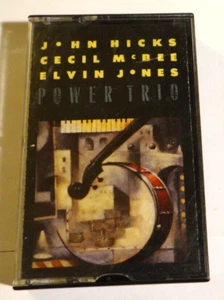 JOHN HICKS
CECIL McBEE
ELVIN JONES
POWER TRIO